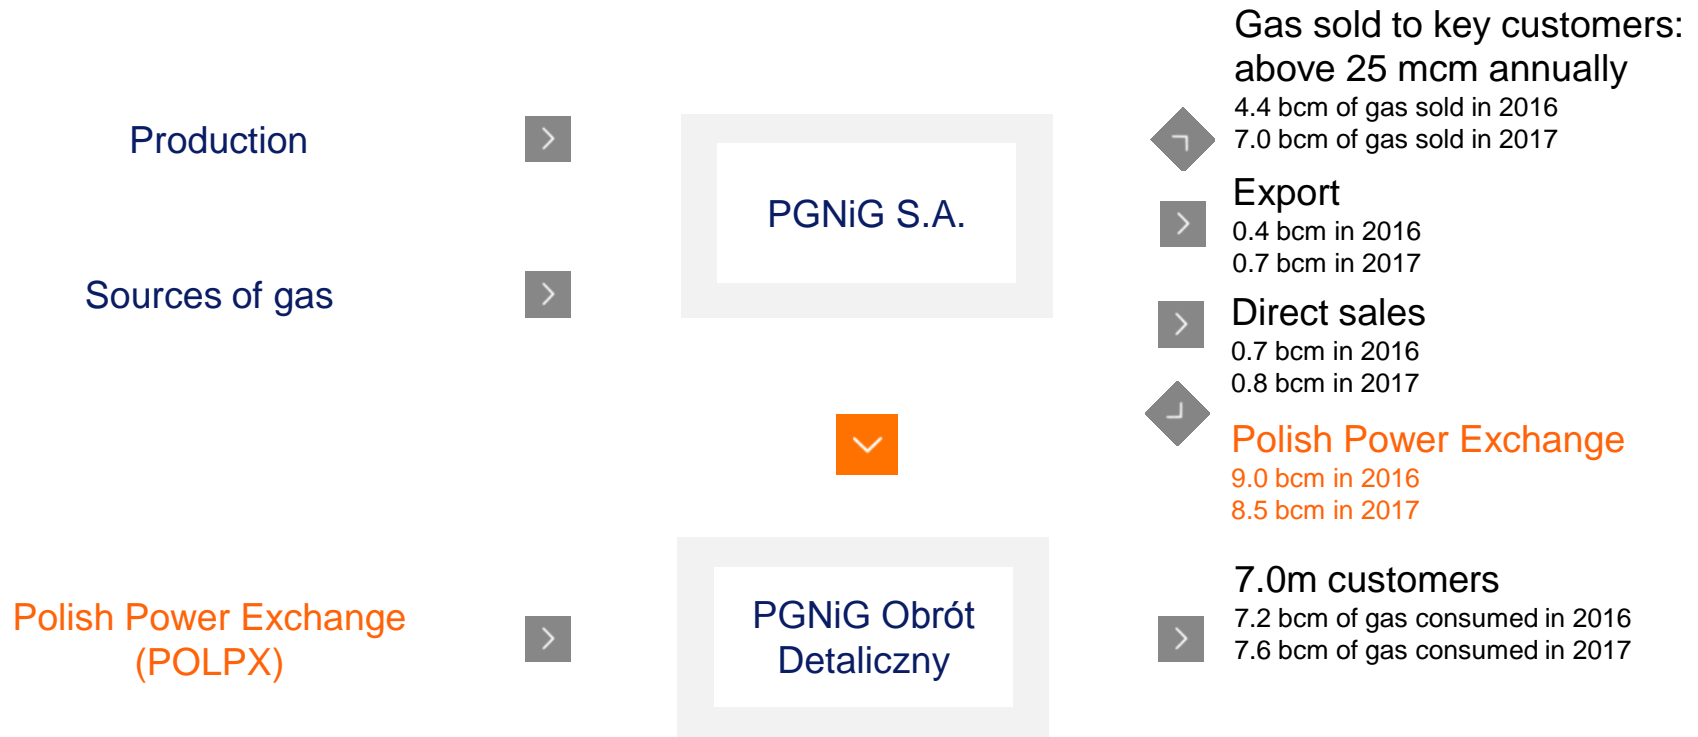 Production
Sources of gas
PGNiG S.A.
Gas sold to key customers:
above 25 mcm annually
4.4 bcm of gas sold in 2016
7.0 bcm of gas sold in 2017
Export
0.4 bcm in 2016
0.7 bcm in 2017
Direct sales
0.7 bcm in 2016
0.8 bcm in 2017
Polish Power Exchange
9.0 bcm in 2016
8.5 bcm in 2017
Polish Power Exchange
(POLPX)
PGNiG Obrót
Detaliczny
7.0m customers
7.2 bcm of gas consumed in 2016
7.6 bcm of gas consumed in 2017